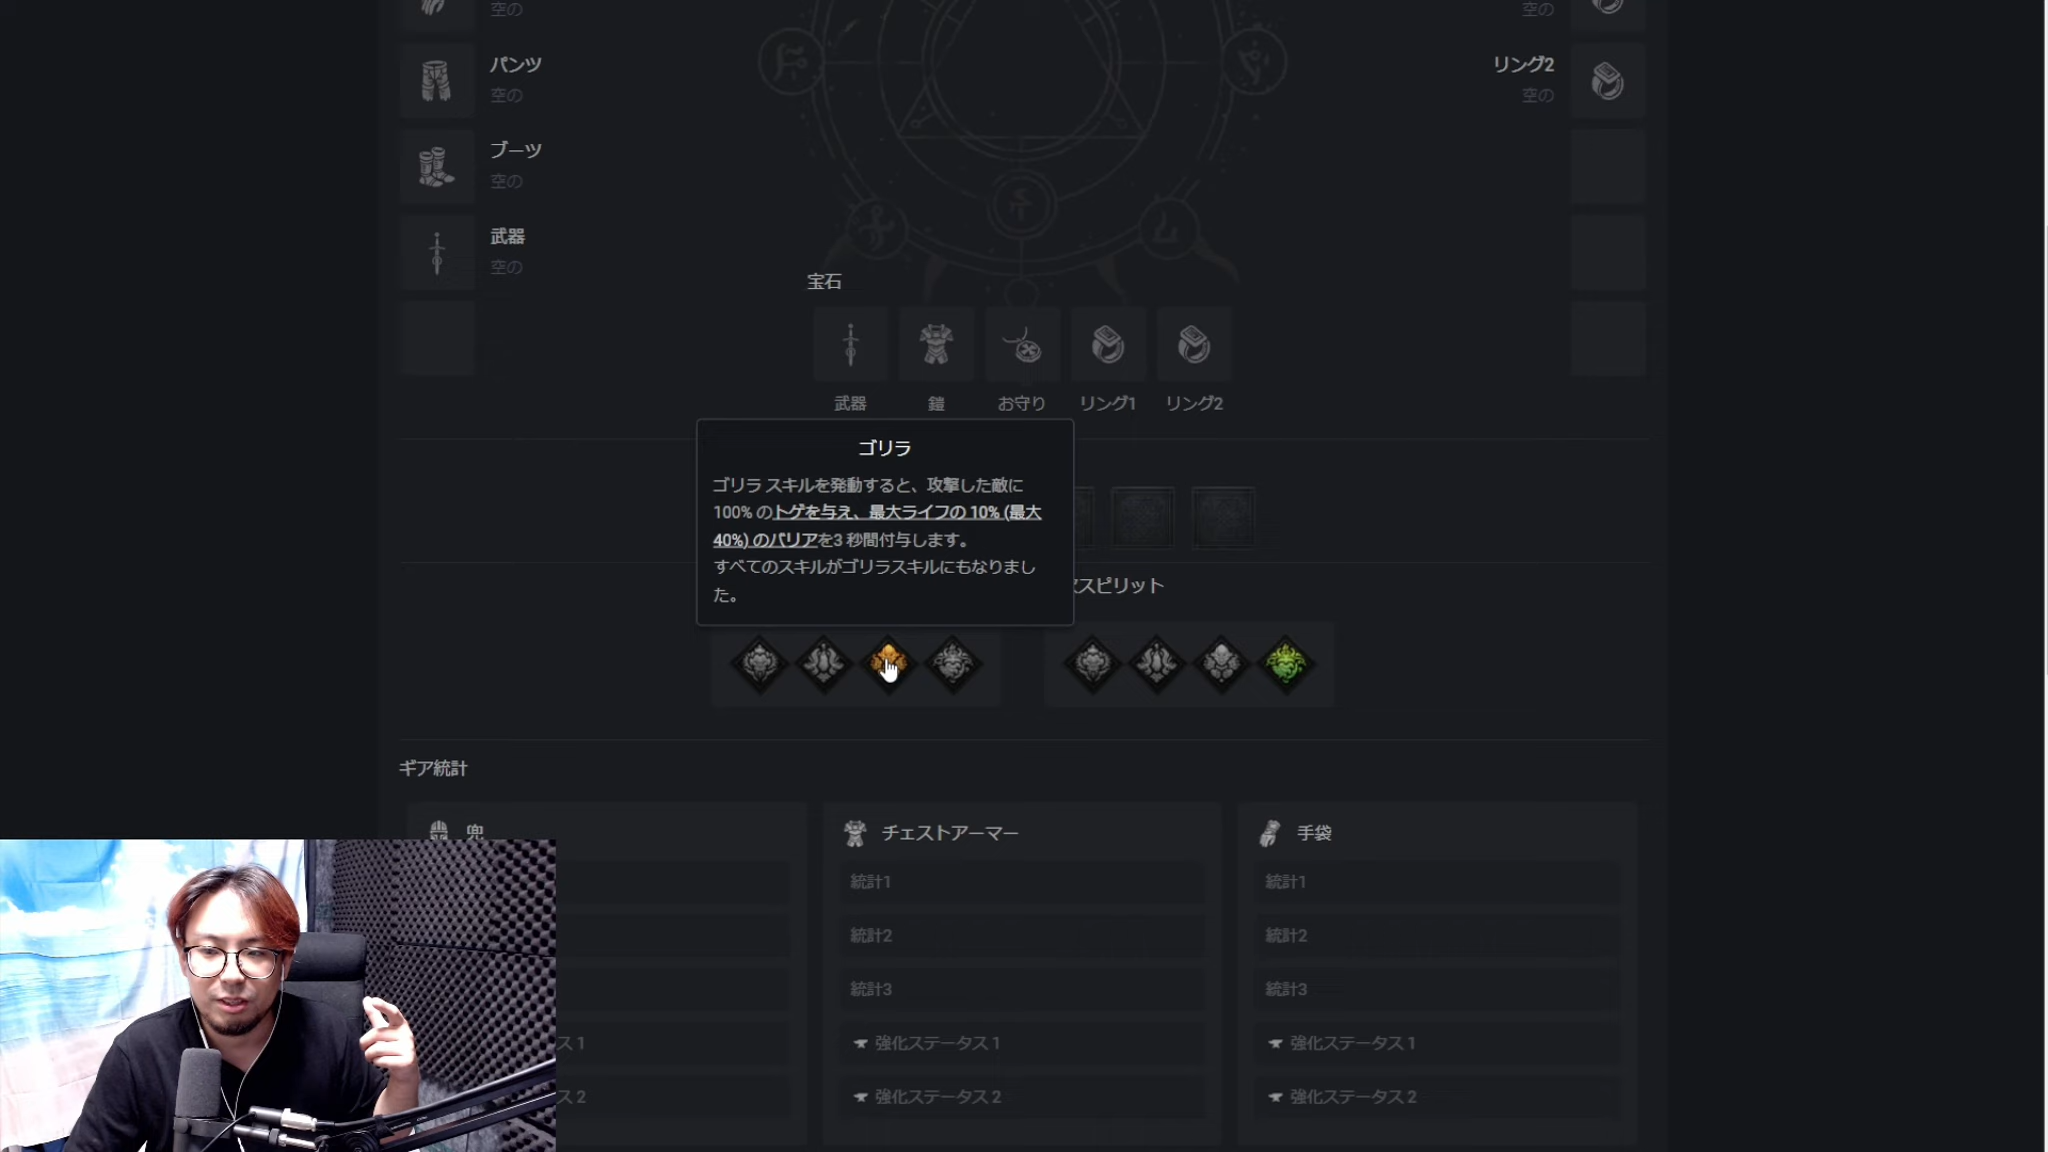 空の
空の
パンツ
空の
リング2
空の
ブーツ
空の
武器
空の
宝石
武器
鎧
お守り
リング1
リング2
ゴリラ
ゴリラ スキルを発動すると、攻撃した敵に
100% のトゲを与え、最大ライフの 10% (最大
40%) のバリアを3 秒間付与します。
すべてのスキルがゴリラスキルにもなりまし
た。
スピリット
ギア統計
兜
チェストアーマー
手袋
統計1
統計1
統計2
統計2
統計3
統計3
ス 1
強化ステータス 1
強化ステータス 1
ス 2
強化ステータス 2
強化ステータス 2